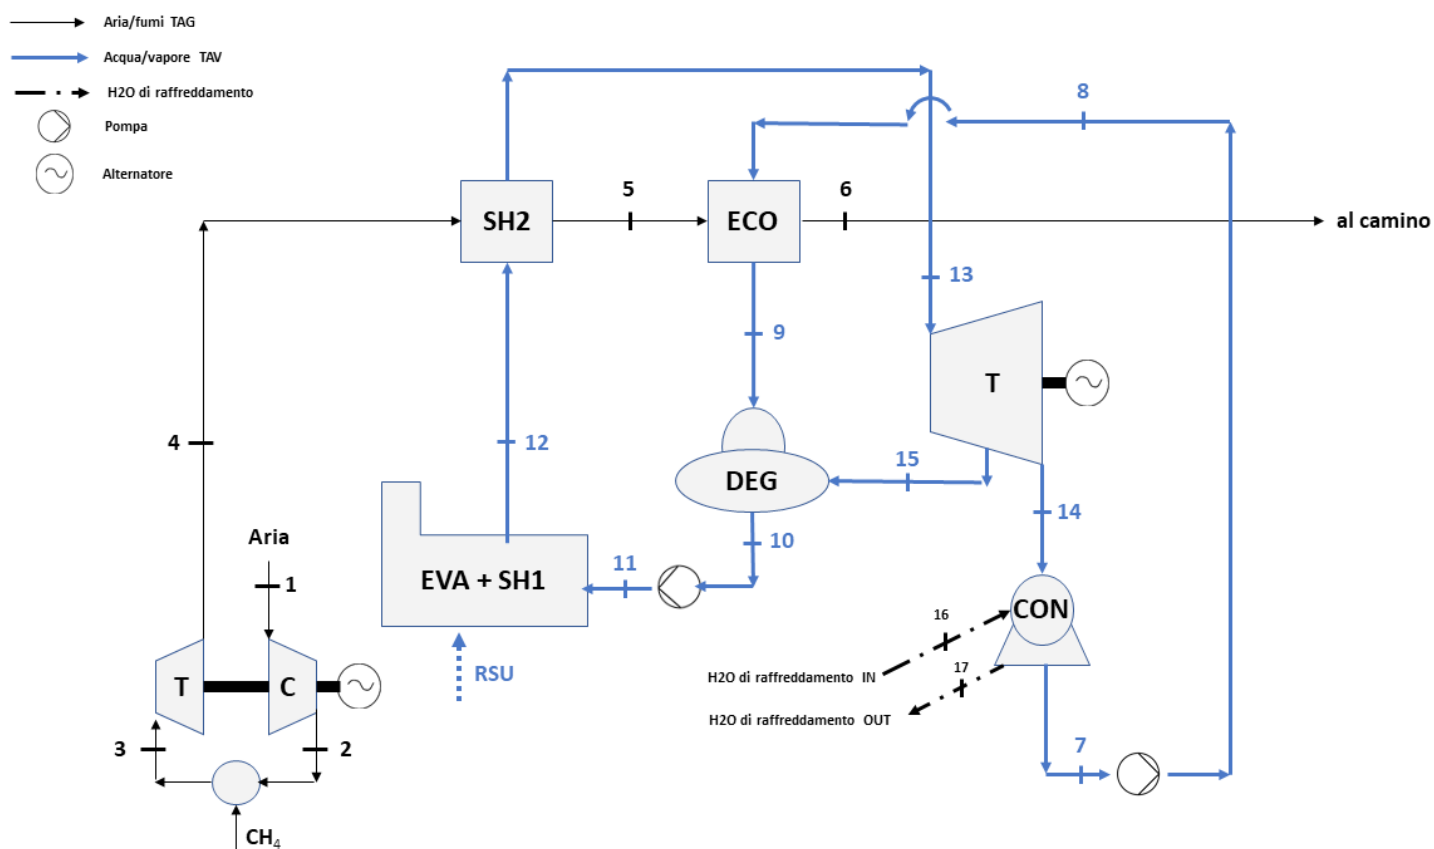 Aria/fumi TAG
Acqua/vapore TAV
H2O di raffreddamento
Pompa
Alternatore
8
5
6
SH2
ECO
al camino
13
9
T
4
12
15
DEG
14
10
Aria
11
EVA + SH1
1
CON
16
17
H2O di raffreddamento IN
RSU
T
C
H2O di raffreddamento OUT
3
2
7
CH4